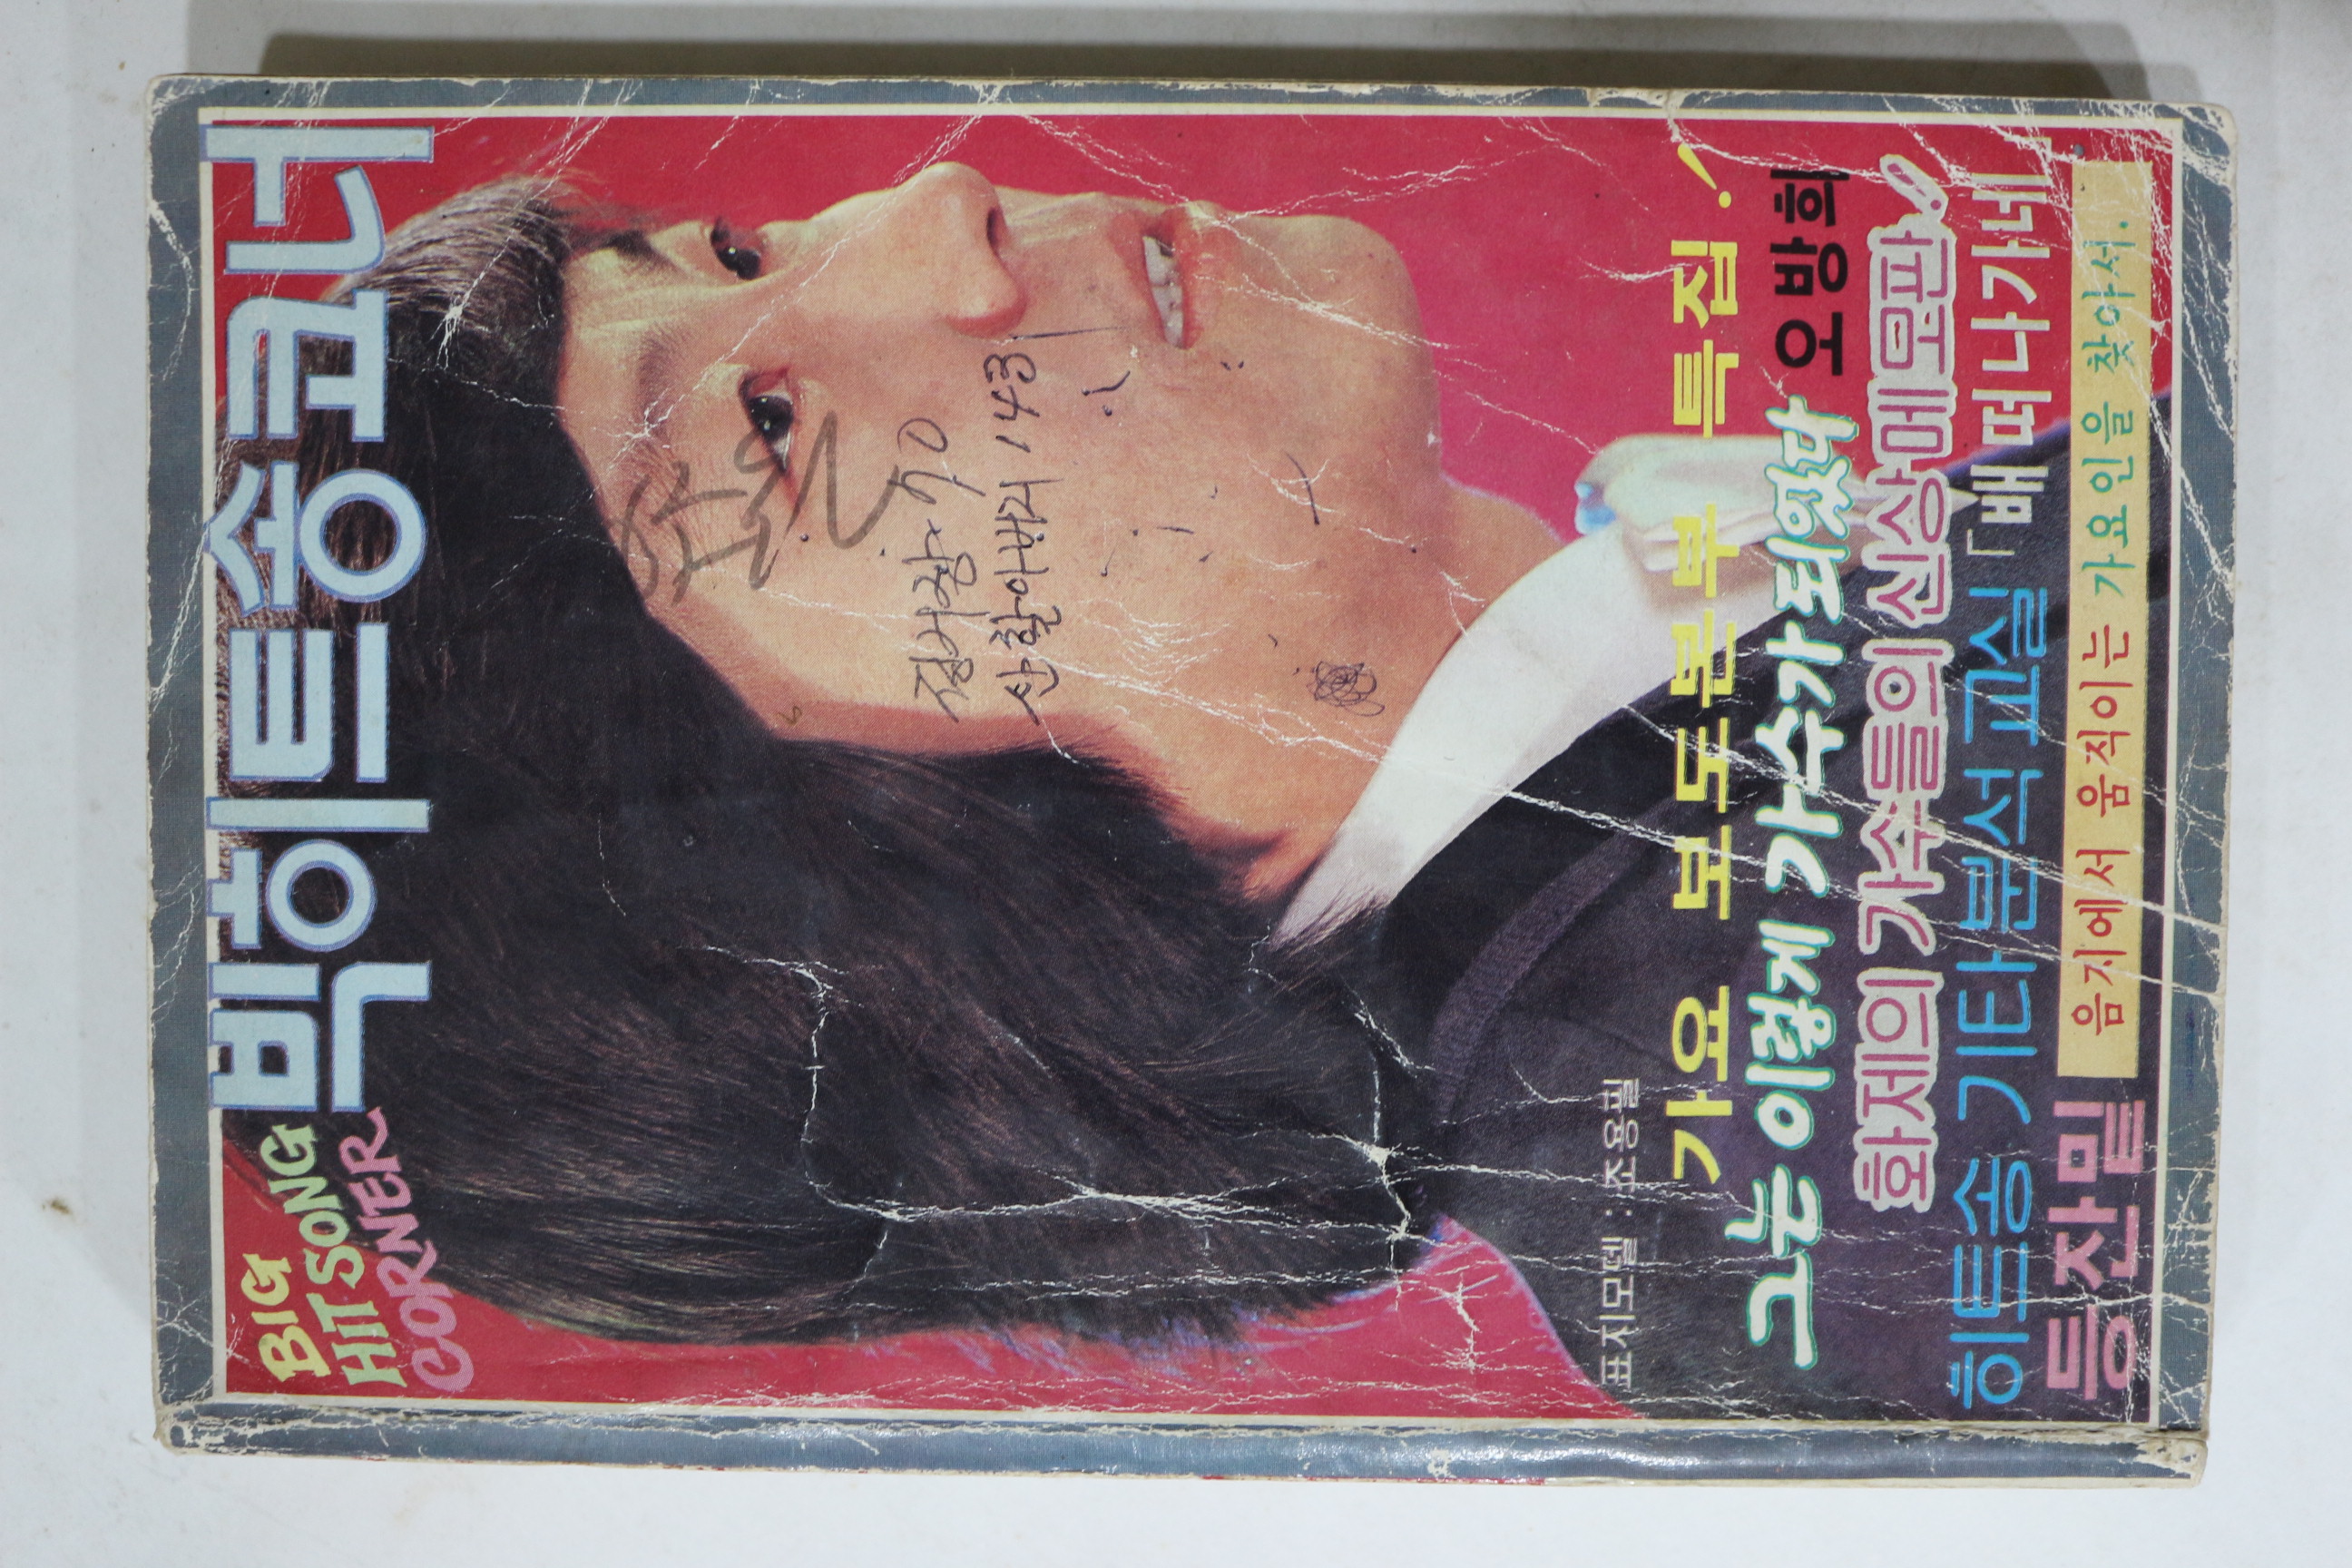 BIG
HIT SONG
CORNER
빅히트송코너
표지모델 : 조용필
가요 보도론부 특집!
그는 이렇게 가수가 되었다 오방희
화제의 가수들의 신상메모판!
히트송 기타 분석 교실 「배 떠나가네
등잔밑 음지에서 움직이는 가요인을 찾아서.
90
143